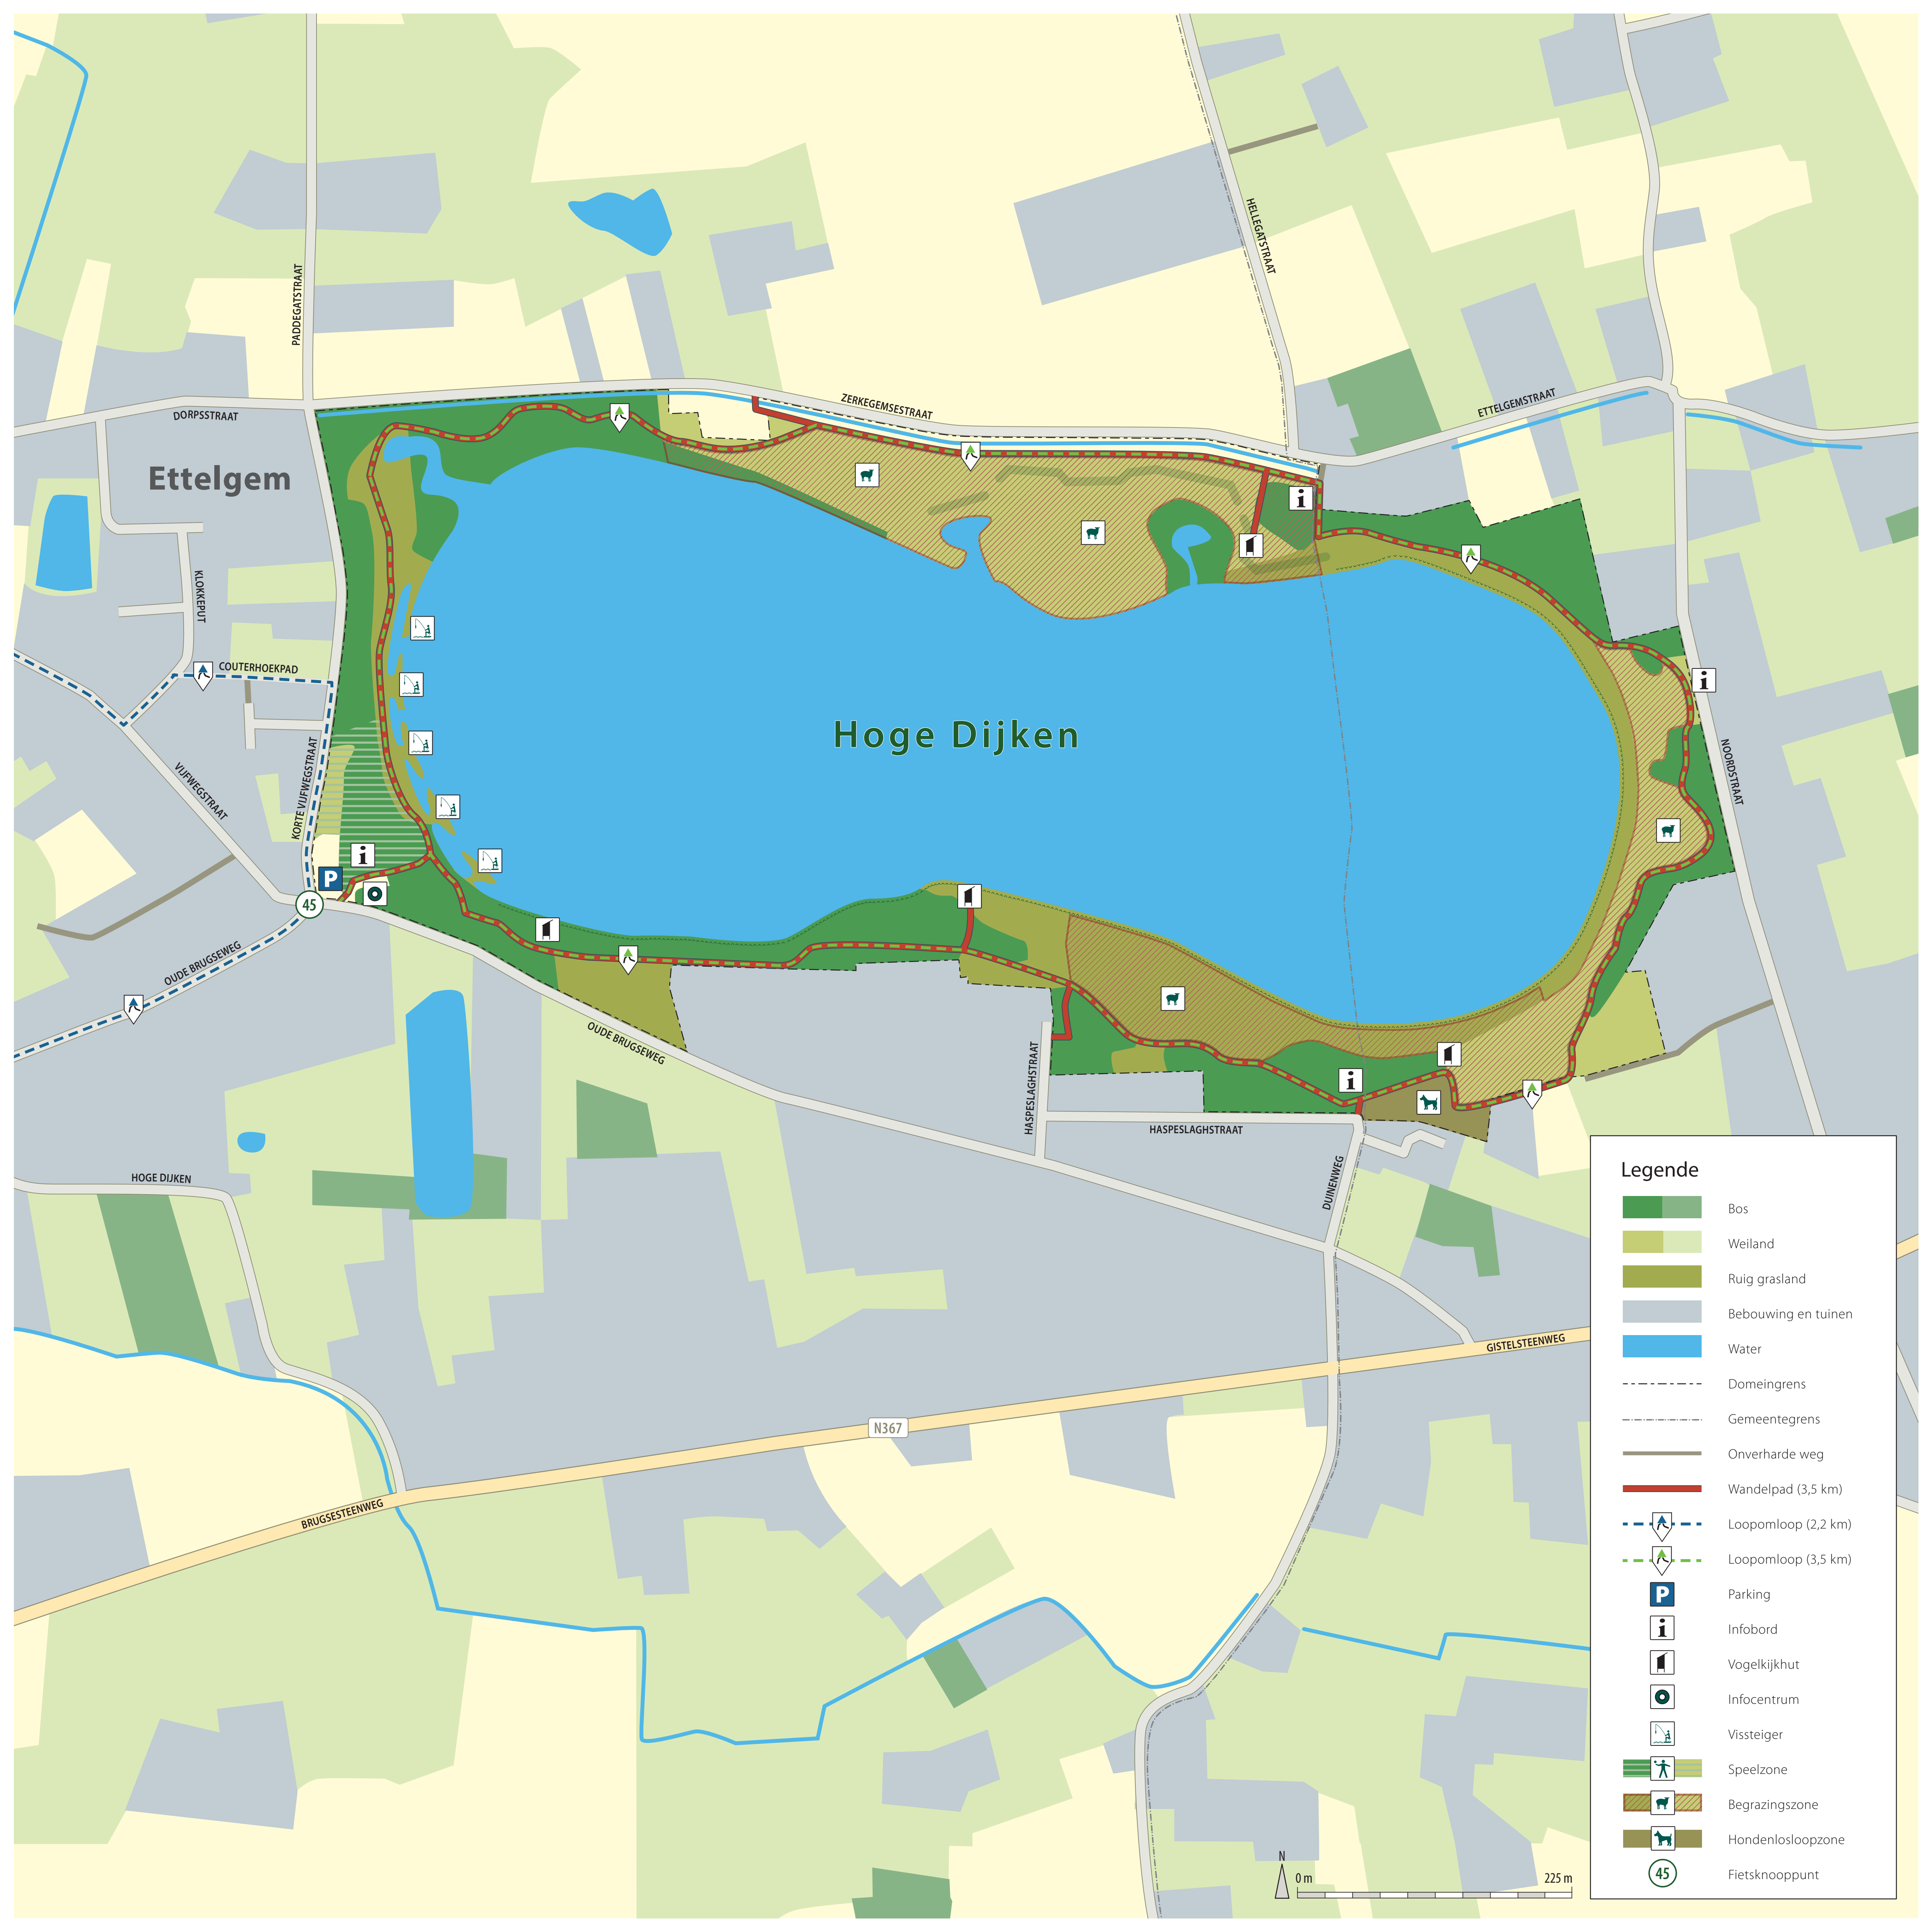 HELLEGATSTRAAT
PADDEGATSTRAAT
DORPSSTRAAT
ZERKEGEMSESTRAAT
ETTELGEMSTRAAT
Ettelgem
i
KLOKKEPUT
COUTERHOEKPAD
i
Hoge Dijken
NOORDSTRAAT
VIJFWEGSTRAAT
KORTE VIJFWEGSTRAAT
i
P
45
OUDE BRUGSEWEG
OUDE BRUGSEWEG
HASPESLAGHSTRAAT
i
HASPESLAGHSTRAAT
DUINENWEG
HOGE DIJKEN
GISTELSTEENWEG
N367
BRUGSESTEENWEG
Legende
Bos
Weiland
Ruig grasland
Bebouwing en tuinen
Water
Domeingrens
Gemeentegrens
Onverharde weg
Wandelpad (3,5 km)
Loopomloop (2,2 km)
Loopomloop (3,5 km)
P Parking
i Infobord
Vogelkijkhut
Infocentrum
Vissteiger
Speelzone
Begrazingszone
Hondenlosloopzone
45 Fietsknooppunt
N
0 m 225 m